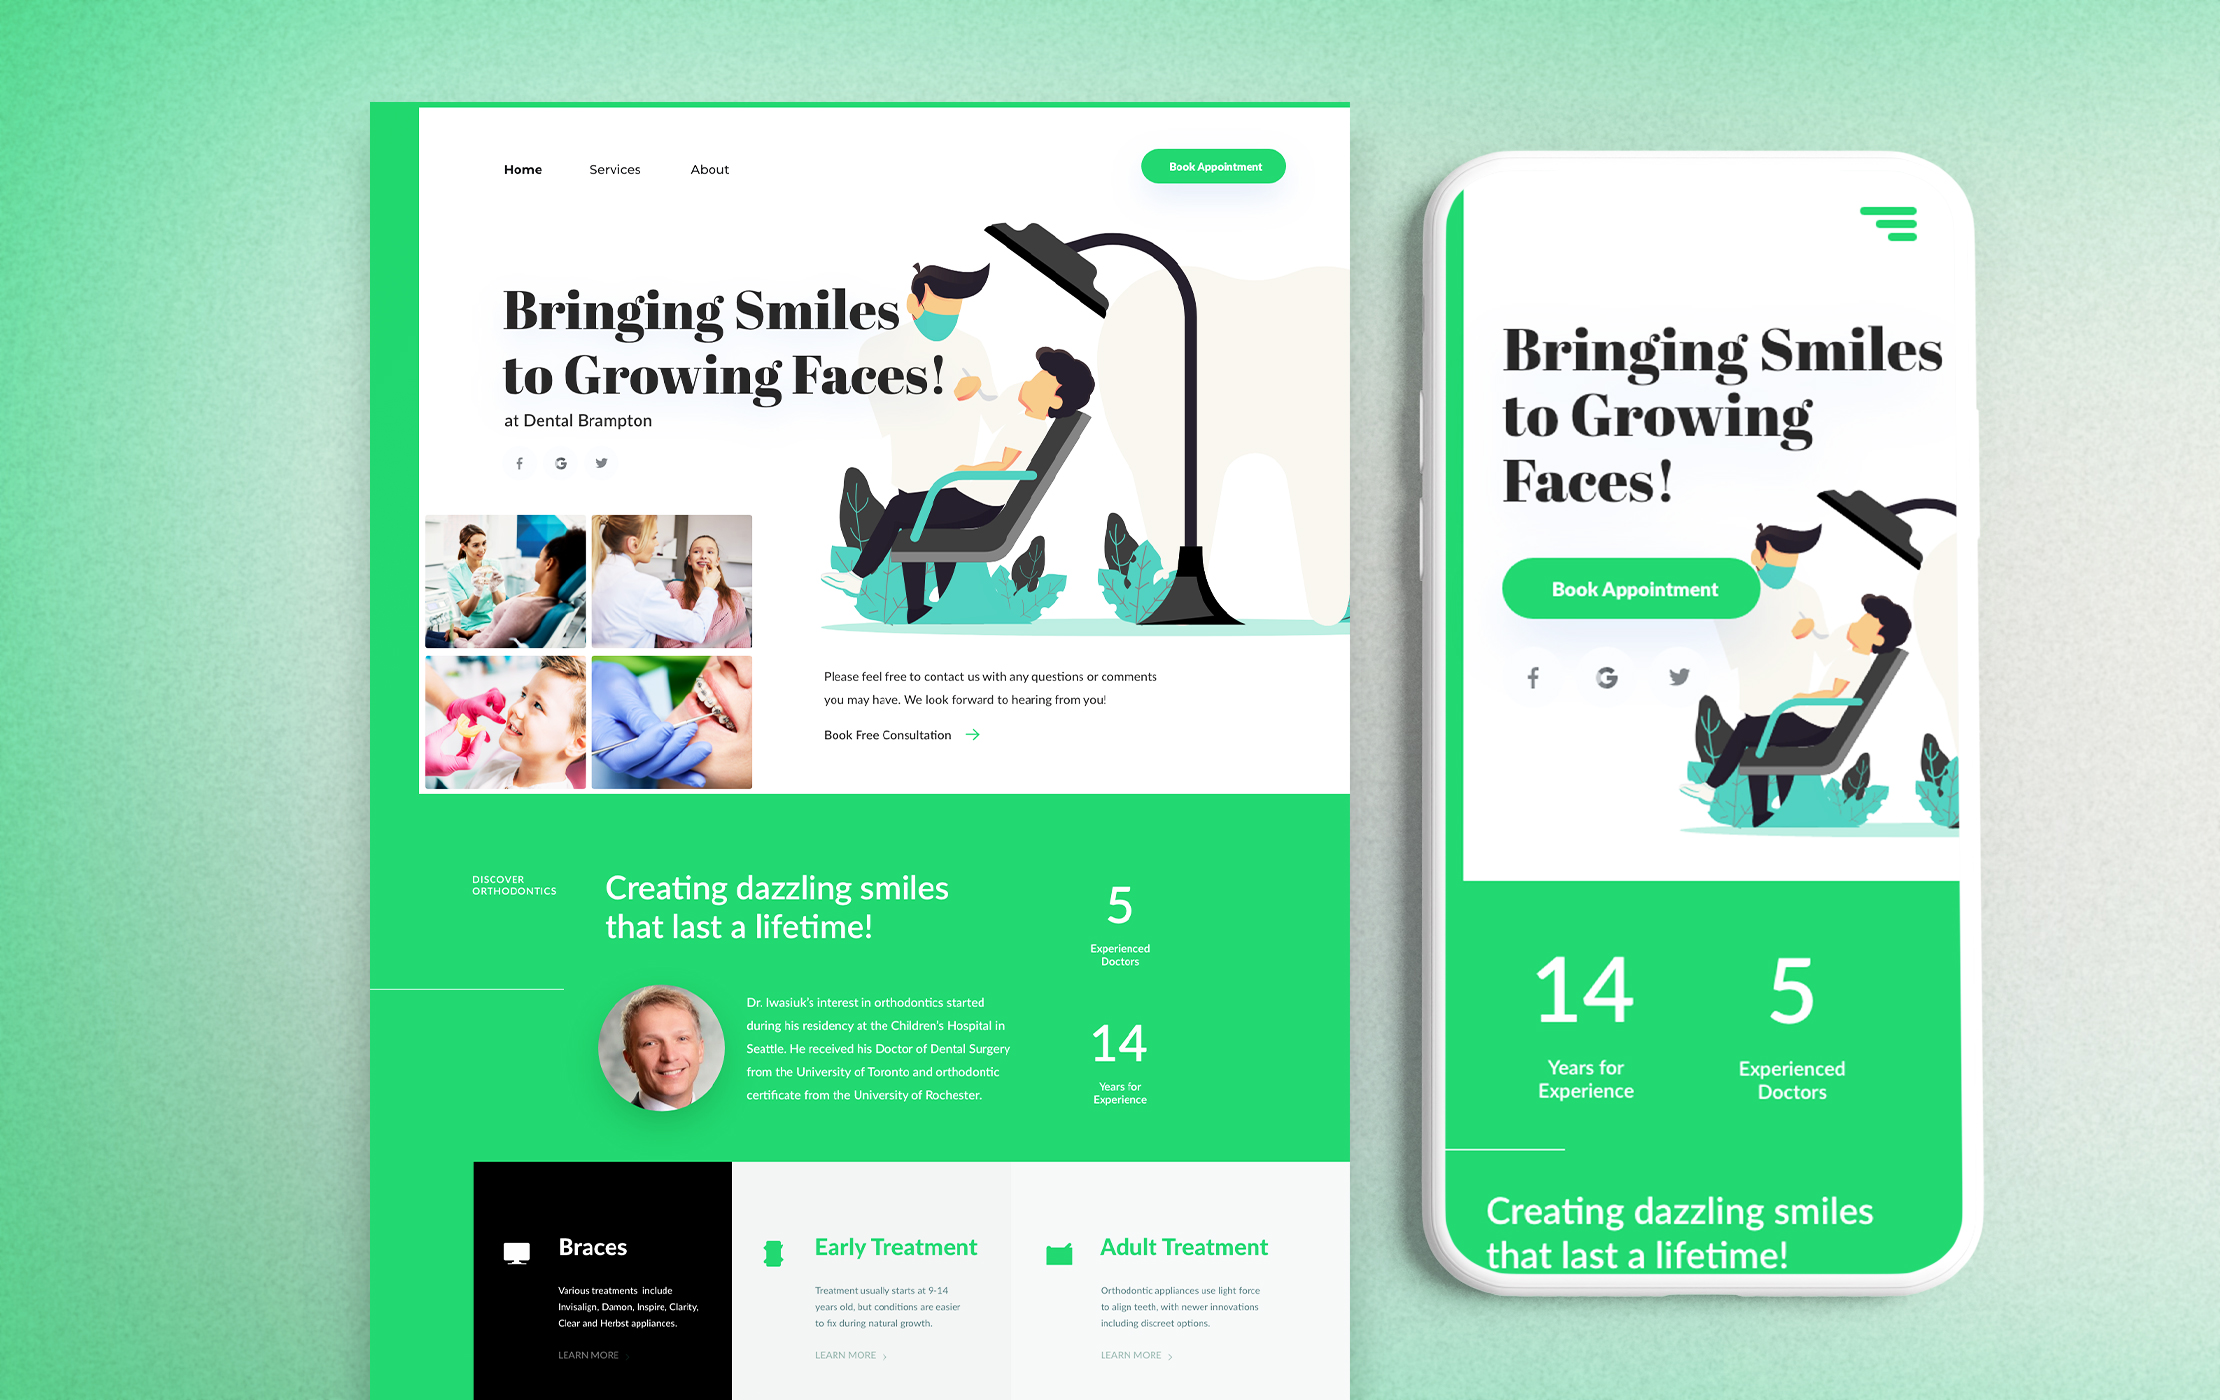 Home
Services
About
Book Appointment
Bringing Smiles
to Growing Faces!
at Dental Brampton
Please feel free to contact us with any questions or comments
you may have. We look forward to hearing from you!
Book Free Consultation
DISCOVER
ORTHODONTICS
Creating dazzling smiles
that last a lifetime!
Dr. Iwasiuk's interest in orthodontics started
during his residency at the Children's Hospital in
Seattle. He received his Doctor of Dental Surgery
from the University of Toronto and orthodontic
certificate from the University of Rochester.
5
Experienced
Doctors
14
Years for
Experience
Braces
Various treatments include
Invisalign, Damon, Inspire, Clarity,
Clear and Herbst appliances.
LEARN MORE
Early Treatment
Treatment usually starts at 9-14
years old, but conditions are easier
to fix during natural growth.
LEARN MORE
Adult Treatment
Orthodontic appliances use light force
to align teeth, with newer innovations
including discreet options.
LEARN MORE
Bringing Smiles
to Growing
Faces!
Book Appointment
14
Years for
Experience
5
Experienced
Doctors
Creating dazzling smiles
that last a lifetime!